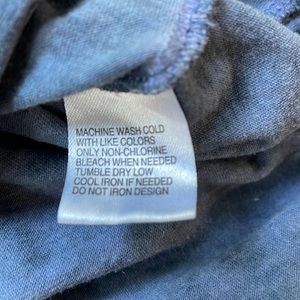 MACHINE WASH COLD
WITH LIKE COLORS
ONLY NON-CHLORINE
BLEACH WHEN NEEDED
TUMBLE DRY LOW
COOL IRON IF NEEDED
DO NOT IRON DESIGN